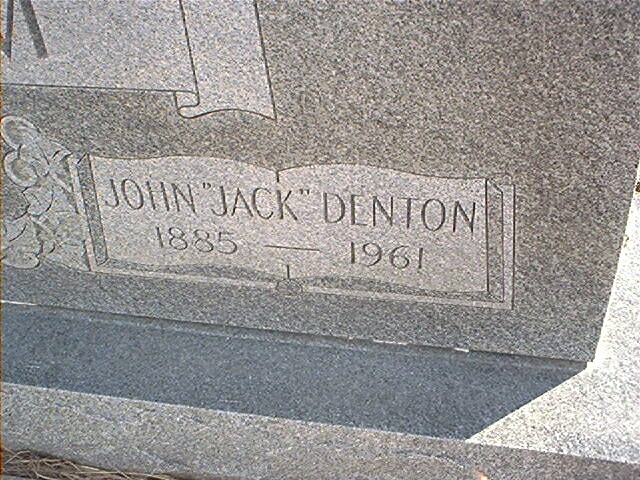 JOHN "JACK" DENTON
1885 — 1961